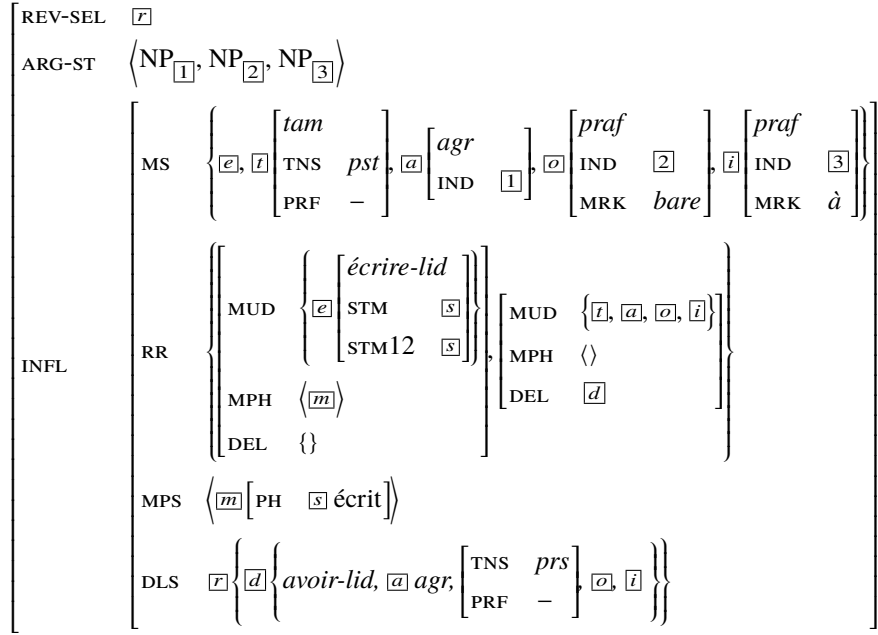 REV-SEL r
ARG-ST ⟨NP1, NP2, NP3⟩
INFL
MS {e, t [tam TNS pst PRF –], a [agr IND 1], o [praf IND 2 MRK bare], i [praf IND 3 MRK à]}
RR {[MUD {e [écrire-lid STM s STM12 s]} MPH ⟨m⟩ DEL {}], [MUD {t, a, o, i} MPH ⟨⟩ DEL d]}
MPS ⟨m [PH s écrit]⟩
DLS r {d {avoir-lid, a agr, [TNS prs PRF –], o, i}}